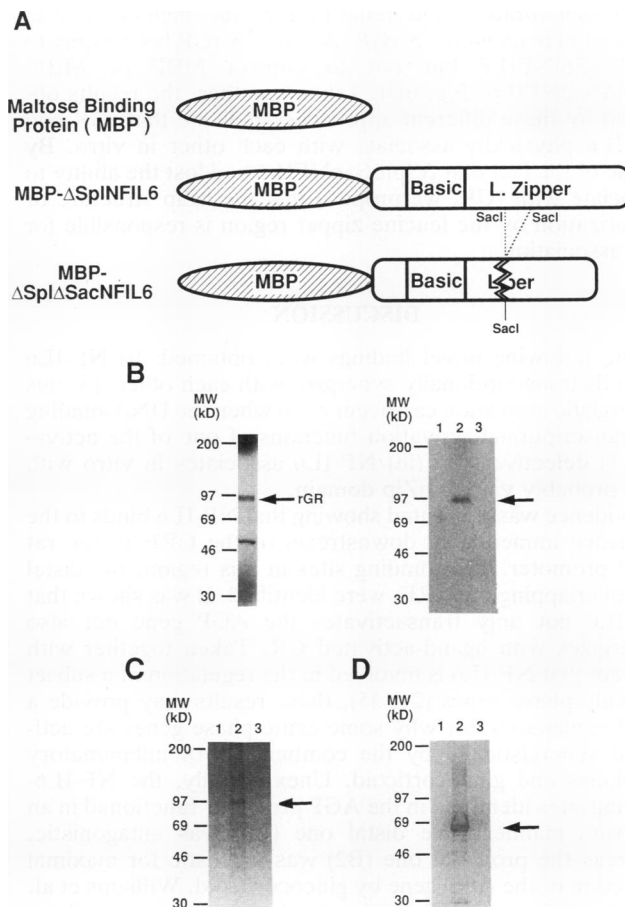 A
Maltose Binding
Protein ( MBP )
MBP
MBP-ΔSplNFIL6
MBP
Basic
L. Zipper
SacI
SacI
MBP-
ΔSplΔSacNFIL6
MBP
Basic
SacI
B
MW
(kD)
200
97
69
46
30
rGR
MW
(kD)
1 2 3
200
97
69
46
30
C
MW
(kD)
1 2 3
200
97
69
46
30
D
MW
(kD)
1 2 3
200
97
69
46
30